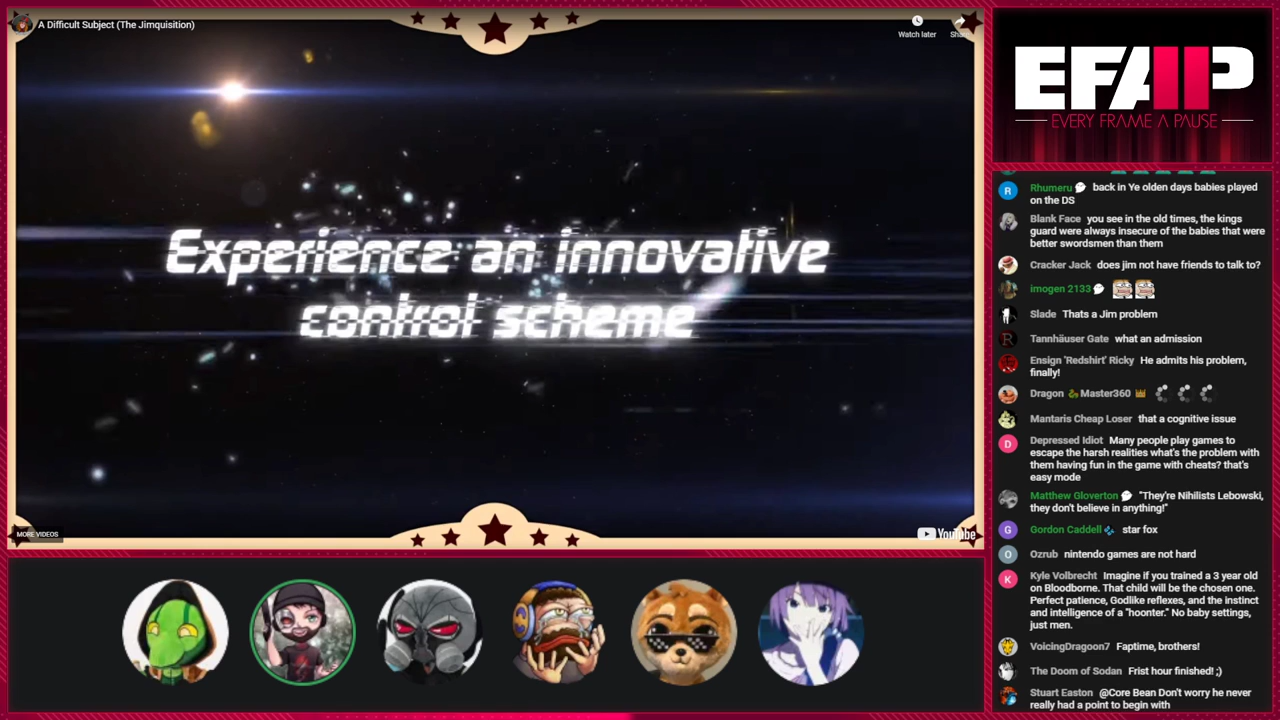 A Difficult Subject (The Jimquisition)
Watch later
Share
Experience an innovative
control scheme
MORE VIDEOS
YouTube
EFAP
EVERY FRAME A PAUSE
Rhumeru back in Ye olden days babies played
on the DS
Blank Face you see in the old times, the kings
guard were always insecure of the babies that were
better swordsmen than them
Cracker Jack does jim not have friends to talk to?
imogen 2133
Slade Thats a Jim problem
Tannhäuser Gate what an admission
Ensign 'Redshirt' Ricky He admits his problem,
finally!
Dragon Master360
Mantaris Cheap Loser that a cognitive issue
Depressed Idiot Many people play games to
escape the harsh realities what's the problem with
them having fun in the game with cheats? that's
easy mode
Matthew Gloverton "They're Nihilists Lebowski,
they don't believe in anything!"
Gordon Caddell star fox
Ozrub nintendo games are not hard
Kyle Volbrecht Imagine if you trained a 3 year old
on Bloodborne. That child will be the chosen one.
Perfect patience, Godlike reflexes, and the instinct
and intelligence of a "hoonter." No baby settings,
just men.
VoicingDragoon7 Faptime, brothers!
The Doom of Sodan Frist hour finished! ;)
Stuart Easton @Core Bean Don't worry he never
really had a point to begin with